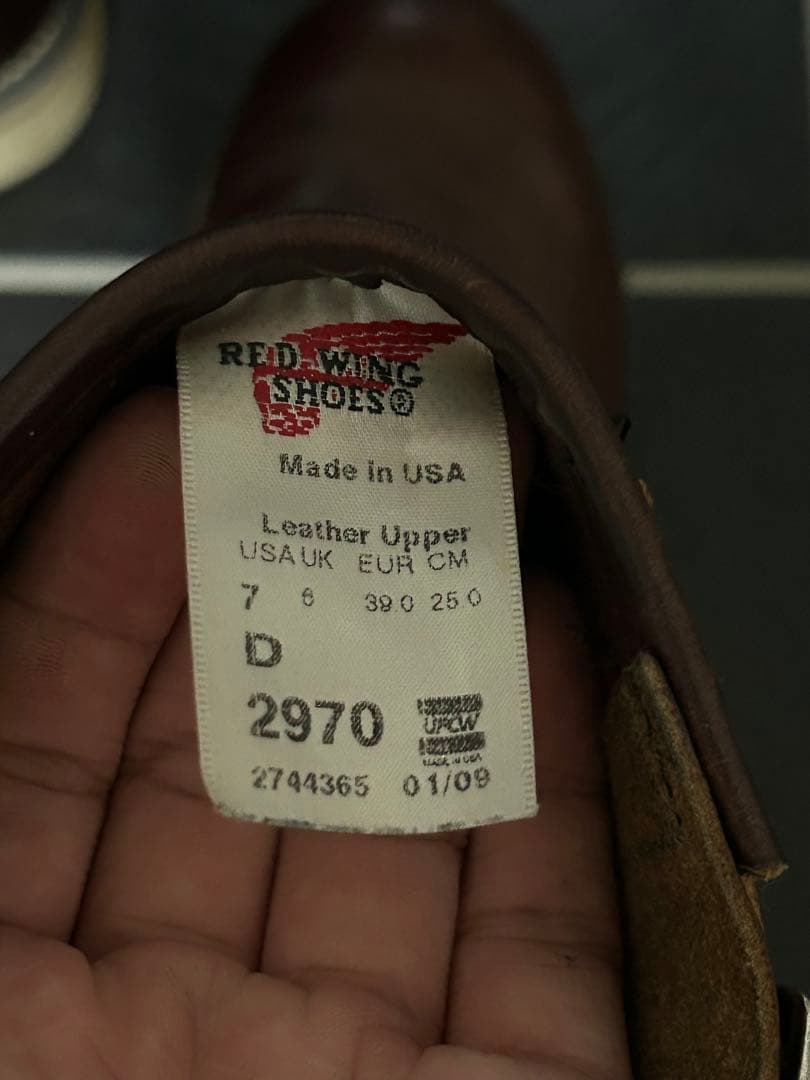 RED WING
SHOES®
Made in USA
Leather Upper
USA UK EUR CM
7 6 39.0 25.0
D
2970
UFCW
MADE IN USA
2744365 01/09